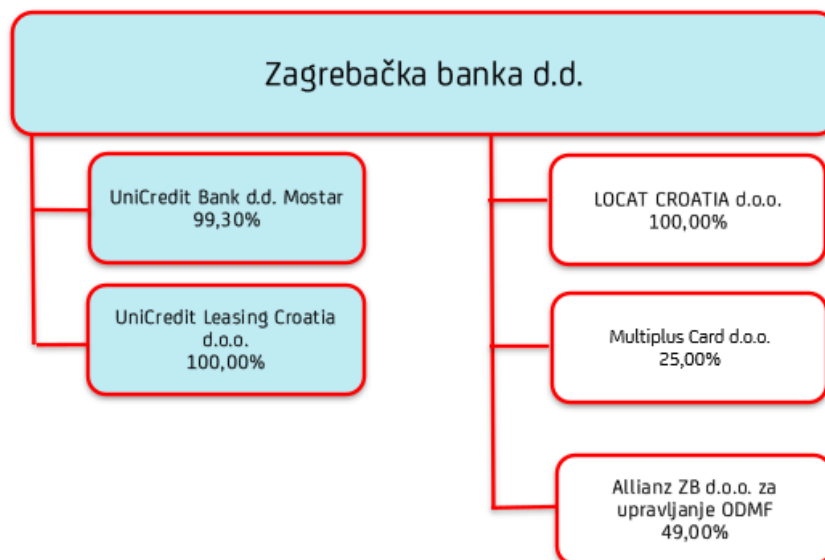 Zagrebačka banka d.d.
UniCredit Bank d.d. Mostar
99,30%
UniCredit Leasing Croatia
d.o.o.
100,00%
LOCAT CROATIA d.o.o.
100,00%
Multiplus Card d.o.o.
25,00%
Allianz ZB d.o.o. za
upravljanje ODMF
49,00%